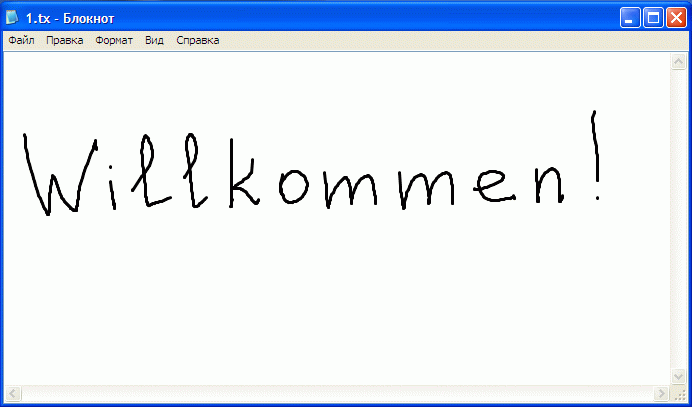 1.tx - Блокнот
Файл Правка Формат Вид Справка
Willkommen!